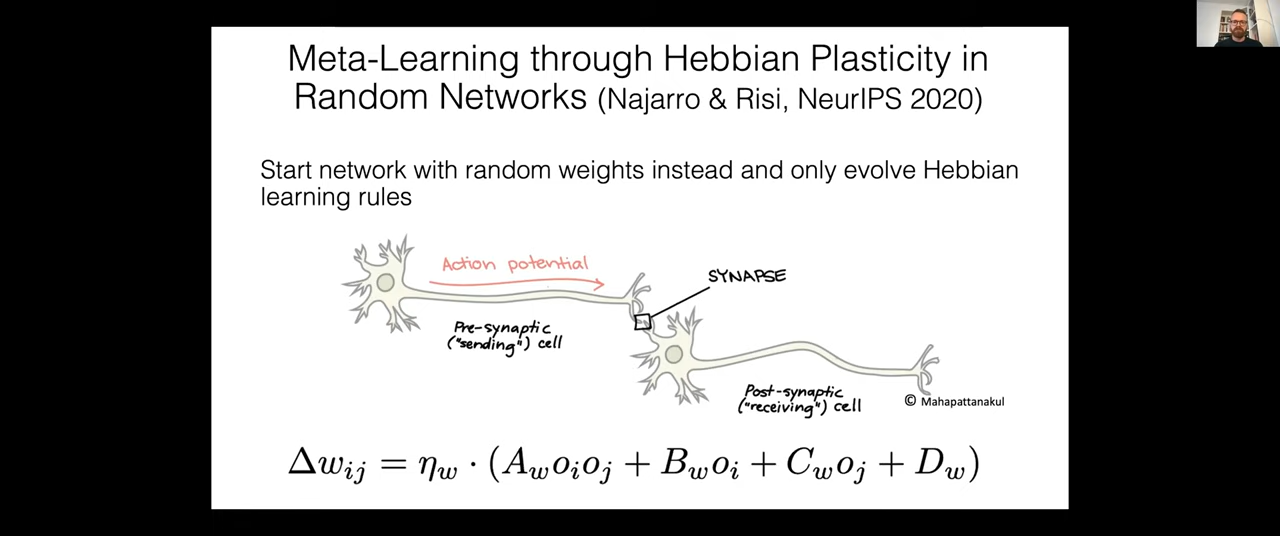 Meta-Learning through Hebbian Plasticity in
Random Networks (Najarro & Risi, NeurIPS 2020)
Start network with random weights instead and only evolve Hebbian
learning rules
Action potential
SYNAPSE
Pre-synaptic
("sending") cell
Post-synaptic
("receiving") cell
© Mahapattanakul
Δw_{ij} = η_w · (A_w o_i o_j + B_w o_i + C_w o_j + D_w)